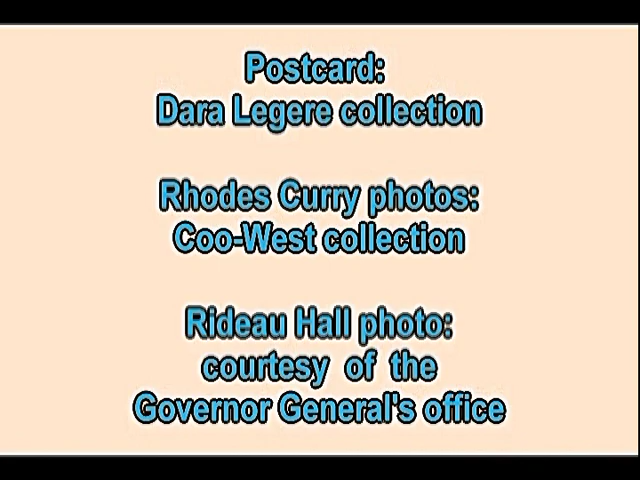 Postcard:
Dara Legere collection
Rhodes Curry photos:
Coo-West collection
Rideau Hall photo:
courtesy of the
Governor General's office